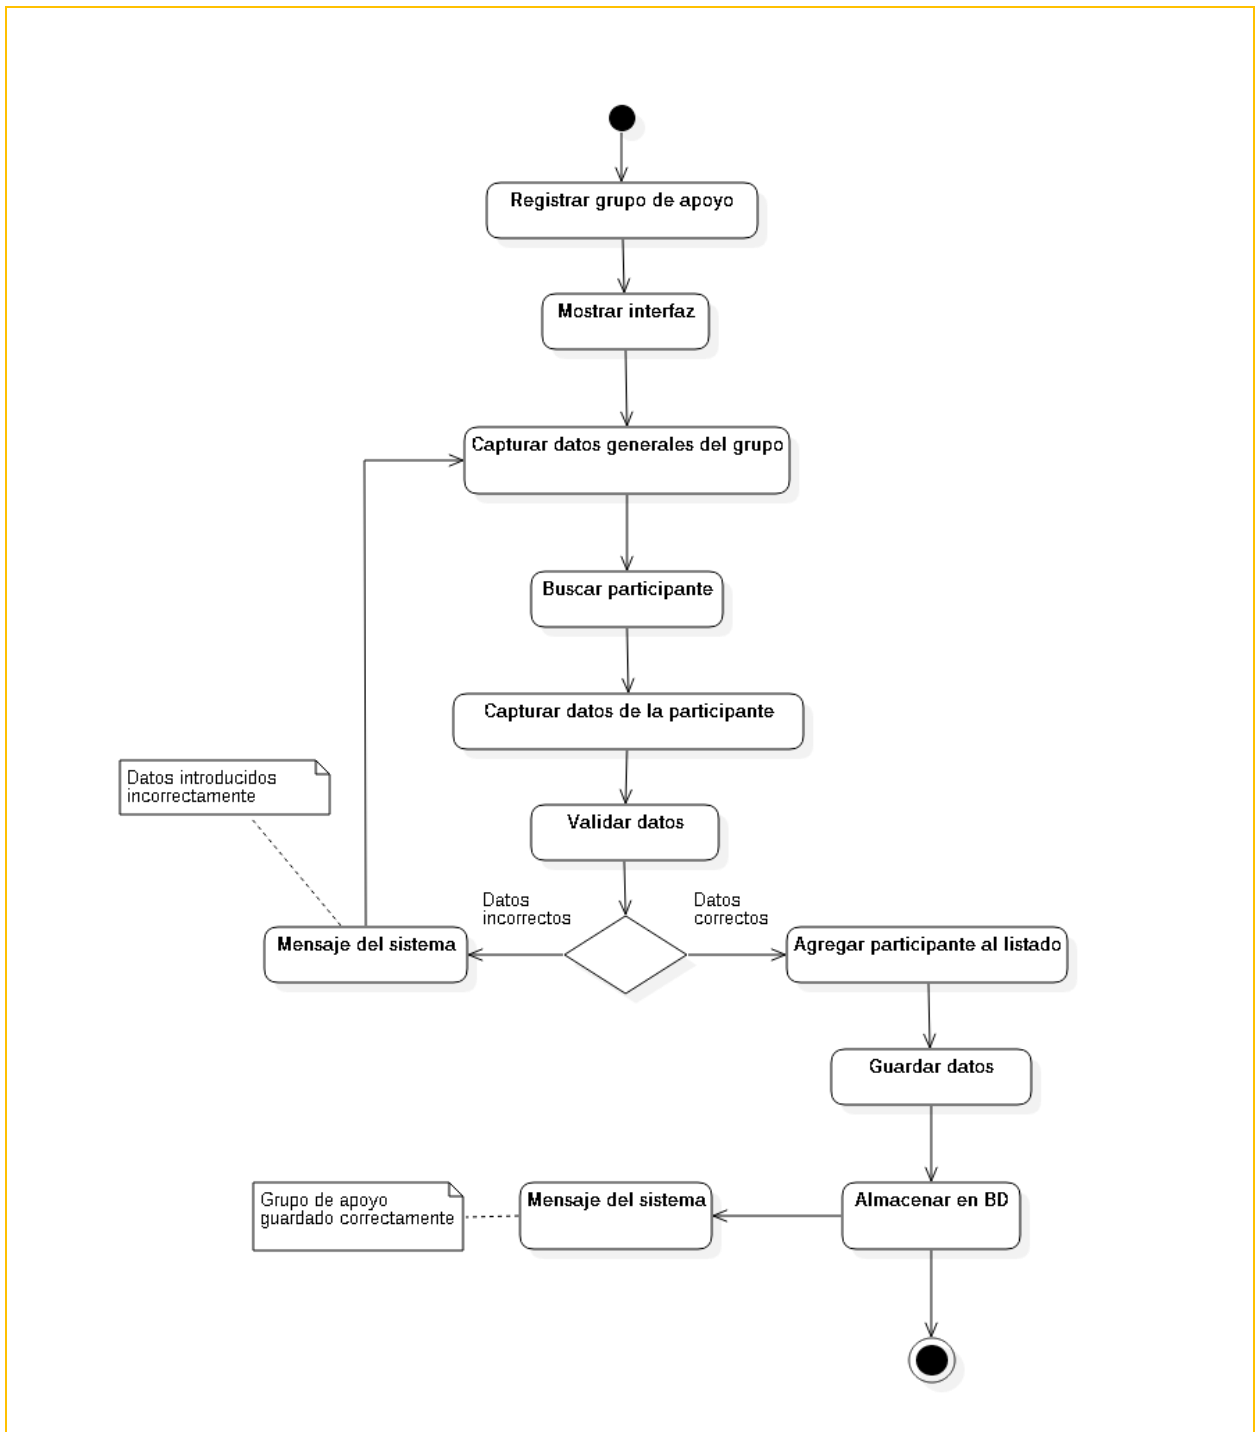 Registrar grupo de apoyo
Mostrar interfaz
Capturar datos generales del grupo
Buscar participante
Capturar datos de la participante
Datos introducidos
incorrectamente
Validar datos
Datos
incorrectos
Datos
correctos
Mensaje del sistema
Agregar participante al listado
Guardar datos
Grupo de apoyo
guardado correctamente
Mensaje del sistema
Almacenar en BD